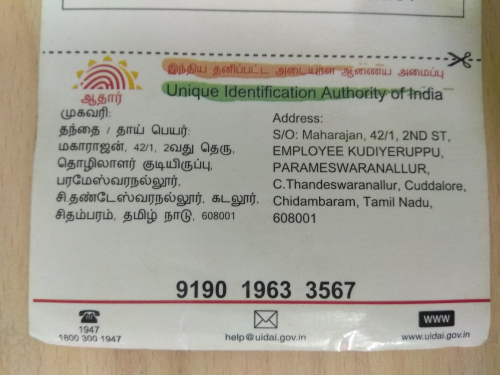 இந்திய தனிப்பட்ட அடையாள ஆணைய அமைப்பு
Unique Identification Authority of India
ஆதார்
முகவரி:
தந்தை / தாய் பெயர்:
மகாராஜன், 42/1, 2வது தெரு,
தொழிலாளர் குடியிருப்பு,
பரமேஸ்வரநல்லூர்,
சி.தண்டேஸ்வரநல்லூர், கடலூர்,
சிதம்பரம், தமிழ் நாடு, 608001
Address:
S/O: Maharajan, 42/1, 2ND ST,
EMPLOYEE KUDIYERUPPU,
PARAMESWARANALLUR,
C.Thandeswaranallur, Cuddalore,
Chidambaram, Tamil Nadu,
608001
9190 1963 3567
1947
1800 300 1947
help@uidai.gov.in
www
www.uidai.gov.in